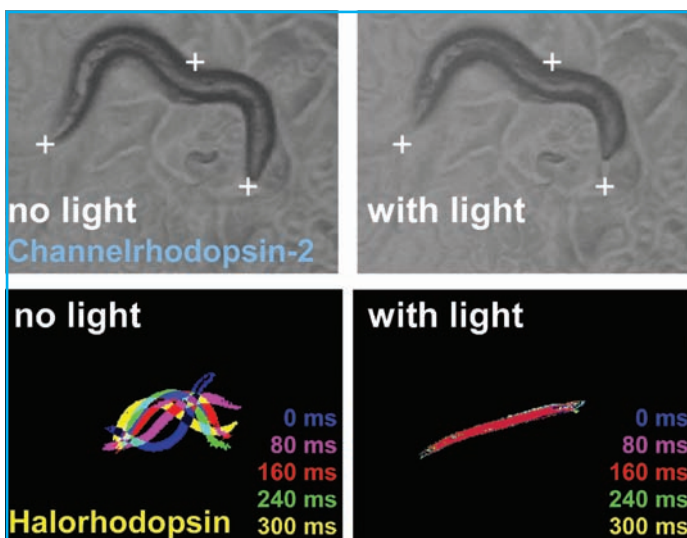 no light
Channelrhodopsin-2
with light
no light
0 ms
80 ms
160 ms
240 ms
300 ms
Halorhodopsin
with light
0 ms
80 ms
160 ms
240 ms
300 ms